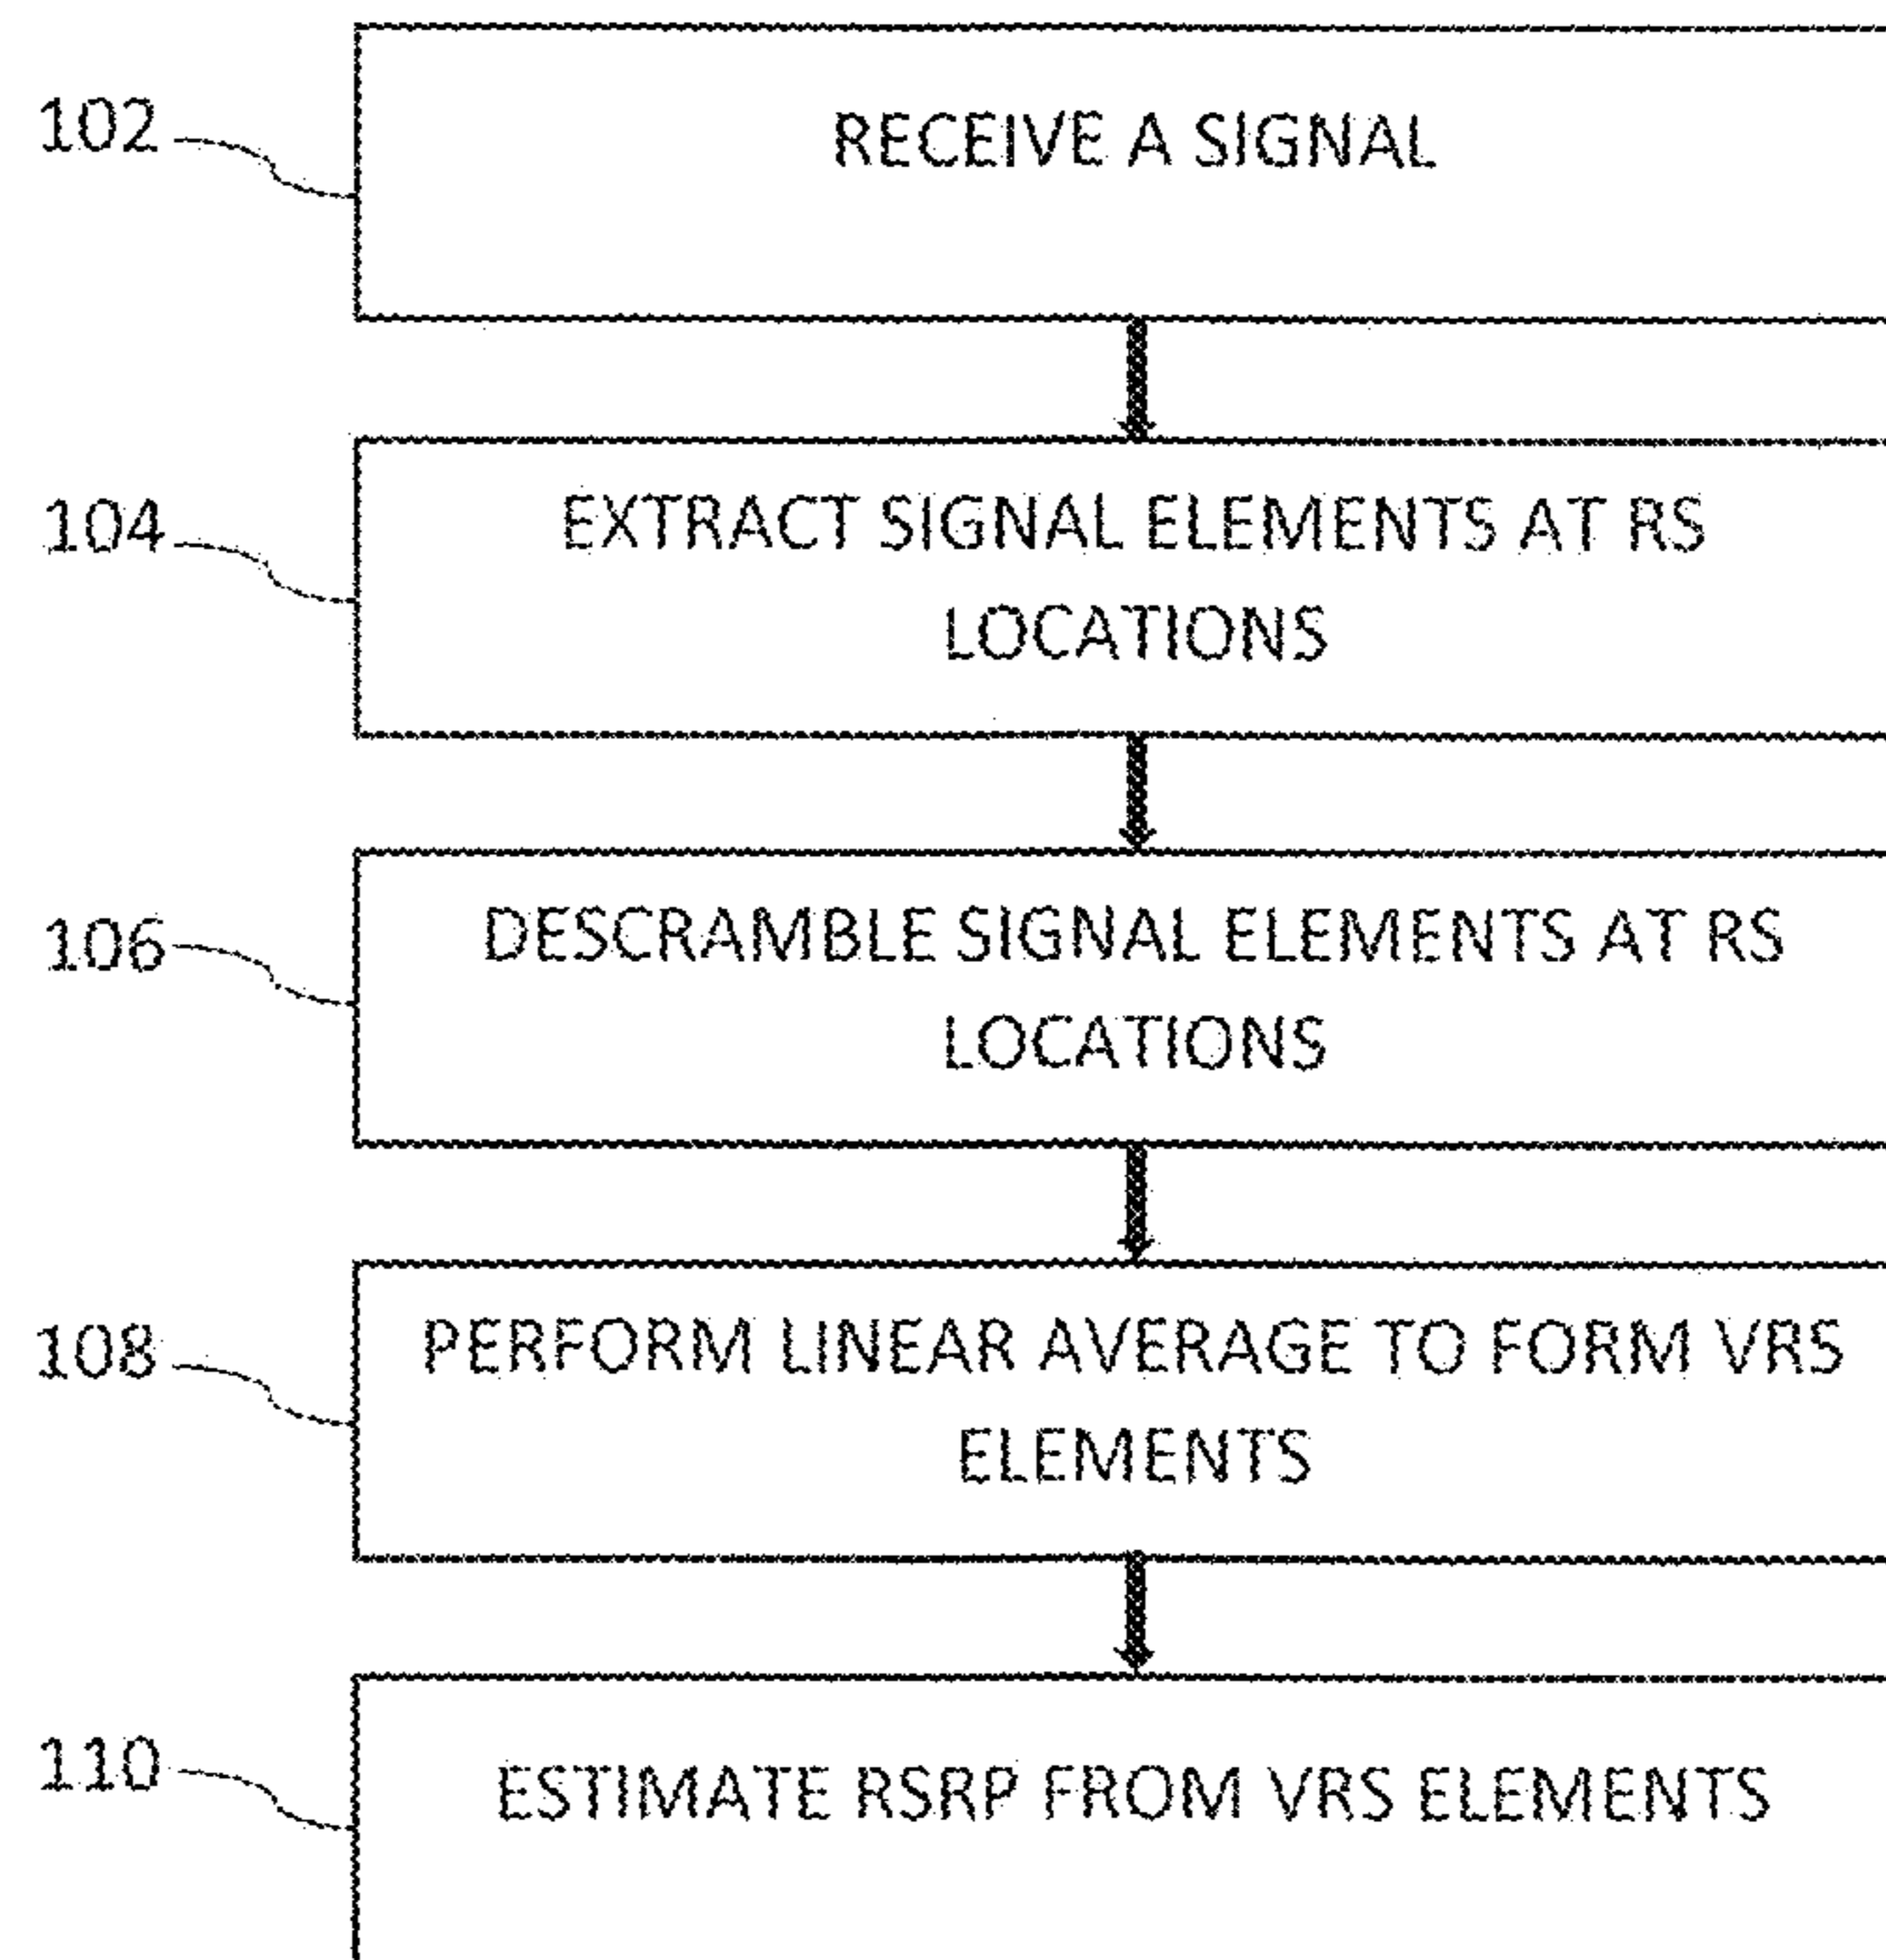 102
RECEIVE A SIGNAL
104
EXTRACT SIGNAL ELEMENTS AT RS
LOCATIONS
106
DESCRAMBLE SIGNAL ELEMENTS AT RS
LOCATIONS
108
PERFORM LINEAR AVERAGE TO FORM VRS
ELEMENTS
110
ESTIMATE RSRP FROM VRS ELEMENTS